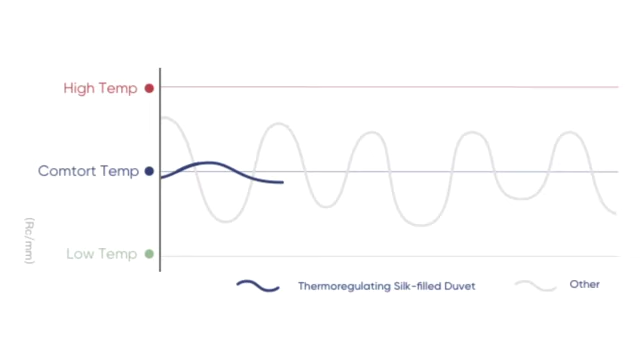 High Temp
Comtort Temp
(Rc/mm)
Low Temp
Thermoregulating Silk-filled Duvet
Other